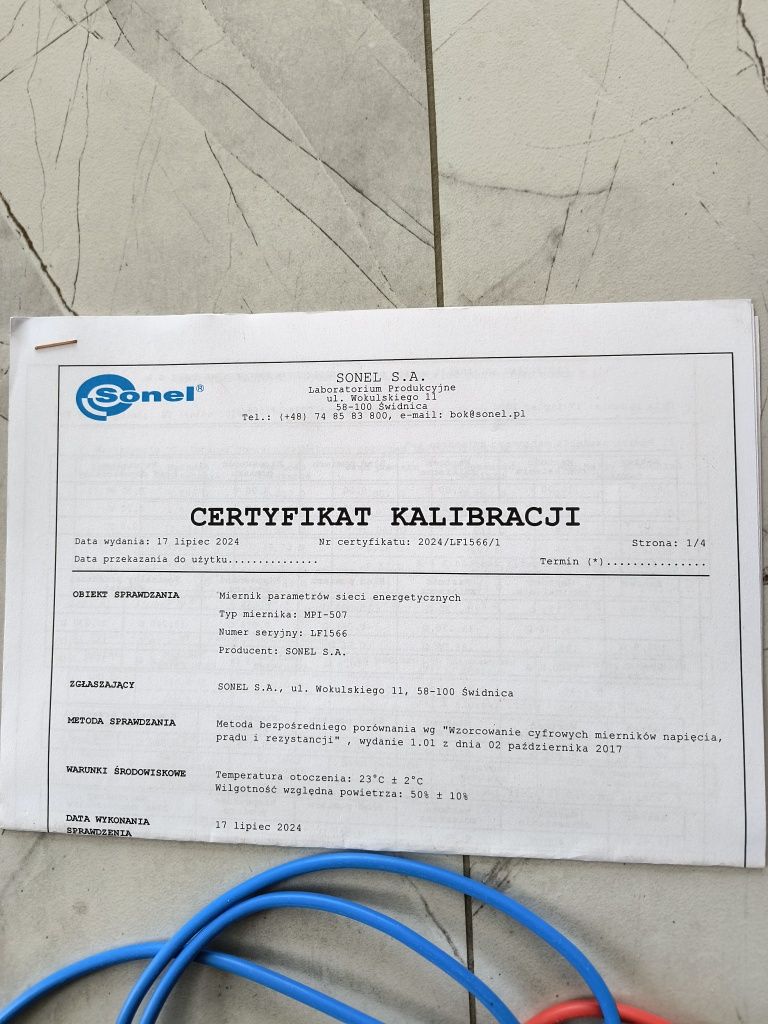 Sonel®
SONEL S.A.
Laboratorium Produkcyjne
ul. Wokulskiego 11
58-100 Świdnica
Tel.: (+48) 74 85 83 800, e-mail: bok@sonel.pl
CERTYFIKAT KALIBRACJI
Data wydania: 17 lipiec 2024 Nr certyfikatu: 2024/LF1566/1 Strona: 1/4
Data przekazania do użytku............... Termin (*)................
OBIEKT SPRAWDZANIA Miernik parametrów sieci energetycznych
Typ miernika: MPI-507
Numer seryjny: LF1566
Producent: SONEL S.A.
ZGŁASZAJĄCY SONEL S.A., ul. Wokulskiego 11, 58-100 Świdnica
METODA SPRAWDZANIA Metoda bezpośredniego porównania wg "Wzorcowanie cyfrowych mierników napięcia,
prądu i rezystancji" , wydanie 1.01 z dnia 02 października 2017
WARUNKI ŚRODOWISKOWE Temperatura otoczenia: 23°C ± 2°C
Wilgotność względna powietrza: 50% ± 10%
DATA WYKONANIA 17 lipiec 2024
SPRAWDZENIA